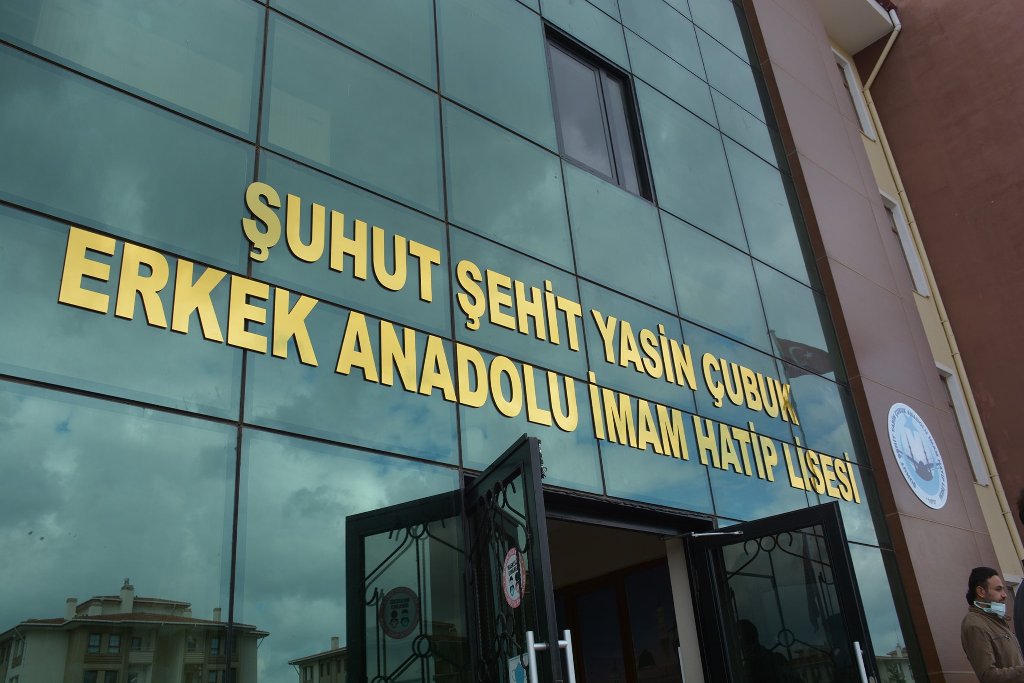 ŞUHUT ŞEHİT YASİN ÇUBUK
ERKEK ANADOLU İMAM HATİP LİSESİ